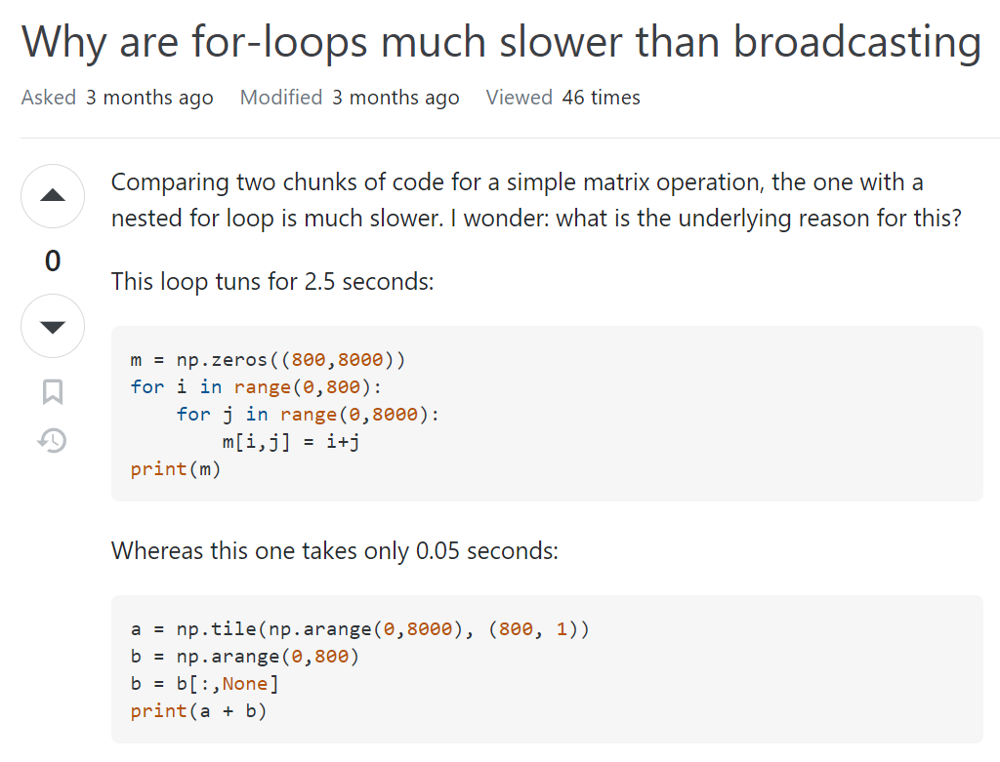 Why are for-loops much slower than broadcasting
Asked 3 months ago Modified 3 months ago Viewed 46 times
Comparing two chunks of code for a simple matrix operation, the one with a
nested for loop is much slower. I wonder: what is the underlying reason for this?
0
This loop tuns for 2.5 seconds:
m = np.zeros((800,8000))
for i in range(0,800):
    for j in range(0,8000):
        m[i,j] = i+j
print(m)
Whereas this one takes only 0.05 seconds:
a = np.tile(np.arange(0,8000), (800, 1))
b = np.arange(0,800)
b = b[:,None]
print(a + b)